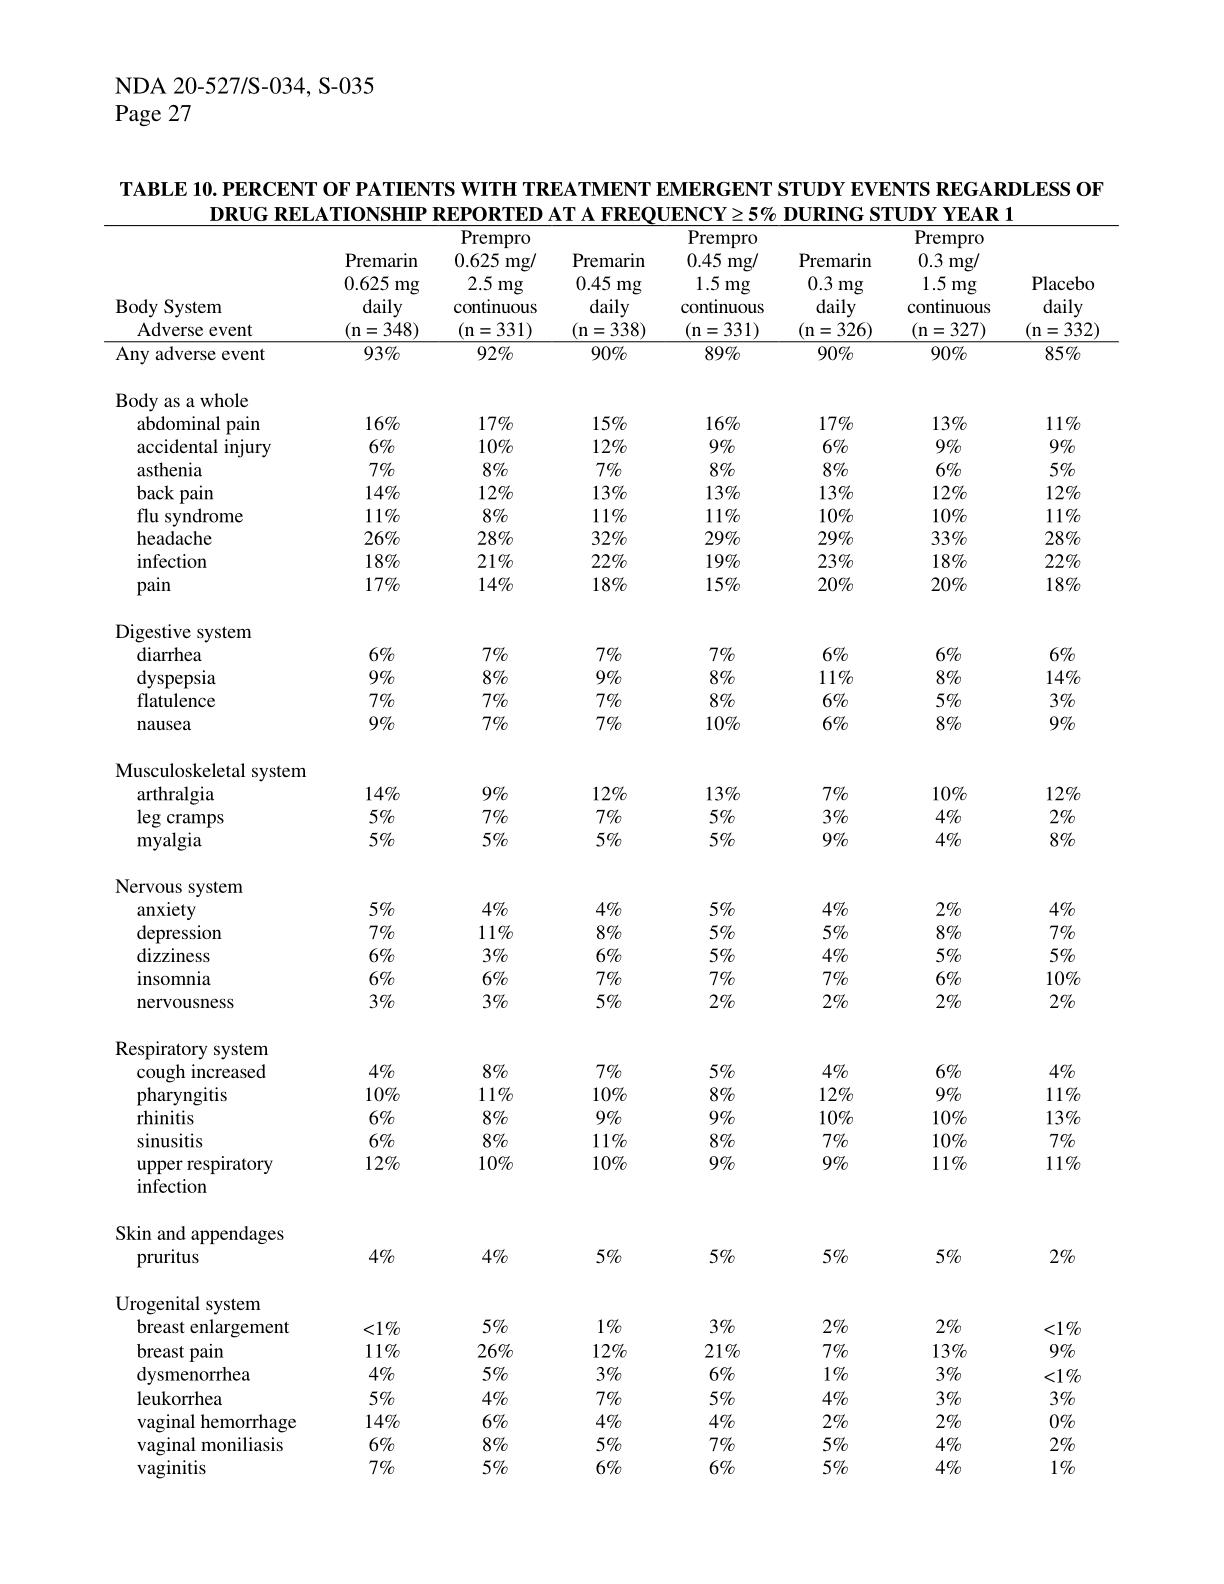 NDA 20-527/S-034, S-035
Page 27
TABLE 10. PERCENT OF PATIENTS WITH TREATMENT EMERGENT STUDY EVENTS REGARDLESS OF
DRUG RELATIONSHIP REPORTED AT A FREQUENCY ≥ 5% DURING STUDY YEAR 1
Prempro Prempro Prempro
Premarin 0.625 mg/ Premarin 0.45 mg/ Premarin 0.3 mg/
0.625 mg 2.5 mg 0.45 mg 1.5 mg 0.3 mg 1.5 mg Placebo
Body System daily continuous daily continuous daily continuous daily
Adverse event (n = 348) (n = 331) (n = 338) (n = 331) (n = 326) (n = 327) (n = 332)
Any adverse event 93% 92% 90% 89% 90% 90% 85%
Body as a whole
abdominal pain 16% 17% 15% 16% 17% 13% 11%
accidental injury 6% 10% 12% 9% 6% 9% 9%
asthenia 7% 8% 7% 8% 8% 6% 5%
back pain 14% 12% 13% 13% 13% 12% 12%
flu syndrome 11% 8% 11% 11% 10% 10% 11%
headache 26% 28% 32% 29% 29% 33% 28%
infection 18% 21% 22% 19% 23% 18% 22%
pain 17% 14% 18% 15% 20% 20% 18%
Digestive system
diarrhea 6% 7% 7% 7% 6% 6% 6%
dyspepsia 9% 8% 9% 8% 11% 8% 14%
flatulence 7% 7% 7% 8% 6% 5% 3%
nausea 9% 7% 7% 10% 6% 8% 9%
Musculoskeletal system
arthralgia 14% 9% 12% 13% 7% 10% 12%
leg cramps 5% 7% 7% 5% 3% 4% 2%
myalgia 5% 5% 5% 5% 9% 4% 8%
Nervous system
anxiety 5% 4% 4% 5% 4% 2% 4%
depression 7% 11% 8% 5% 5% 8% 7%
dizziness 6% 3% 6% 5% 4% 5% 5%
insomnia 6% 6% 7% 7% 7% 6% 10%
nervousness 3% 3% 5% 2% 2% 2% 2%
Respiratory system
cough increased 4% 8% 7% 5% 4% 6% 4%
pharyngitis 10% 11% 10% 8% 12% 9% 11%
rhinitis 6% 8% 9% 9% 10% 10% 13%
sinusitis 6% 8% 11% 8% 7% 10% 7%
upper respiratory 12% 10% 10% 9% 9% 11% 11%
infection
Skin and appendages
pruritus 4% 4% 5% 5% 5% 5% 2%
Urogenital system
breast enlargement <1% 5% 1% 3% 2% 2% <1%
breast pain 11% 26% 12% 21% 7% 13% 9%
dysmenorrhea 4% 5% 3% 6% 1% 3% <1%
leukorrhea 5% 4% 7% 5% 4% 3% 3%
vaginal hemorrhage 14% 6% 4% 4% 2% 2% 0%
vaginal moniliasis 6% 8% 5% 7% 5% 4% 2%
vaginitis 7% 5% 6% 6% 5% 4% 1%